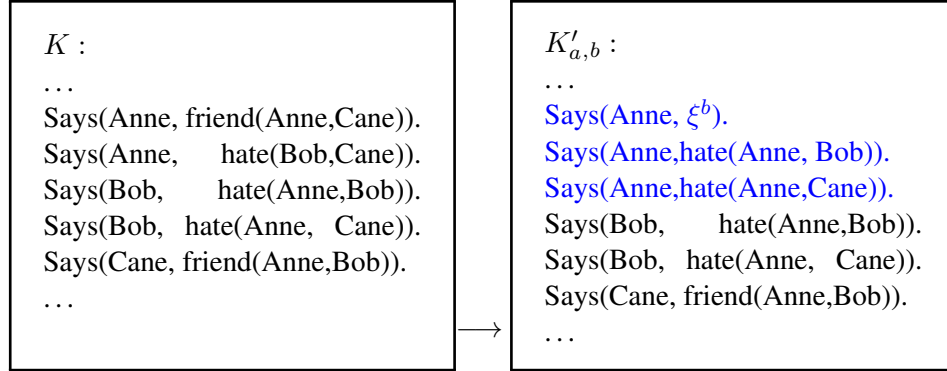 K :
...
Says(Anne, friend(Anne,Cane)).
Says(Anne, hate(Bob,Cane)).
Says(Bob, hate(Anne,Bob)).
Says(Bob, hate(Anne, Cane)).
Says(Cane, friend(Anne,Bob)).
...
→
K′a,b :
...
Says(Anne, ξ^b).
Says(Anne,hate(Anne, Bob)).
Says(Anne,hate(Anne,Cane)).
Says(Bob, hate(Anne,Bob)).
Says(Bob, hate(Anne, Cane)).
Says(Cane, friend(Anne,Bob)).
...